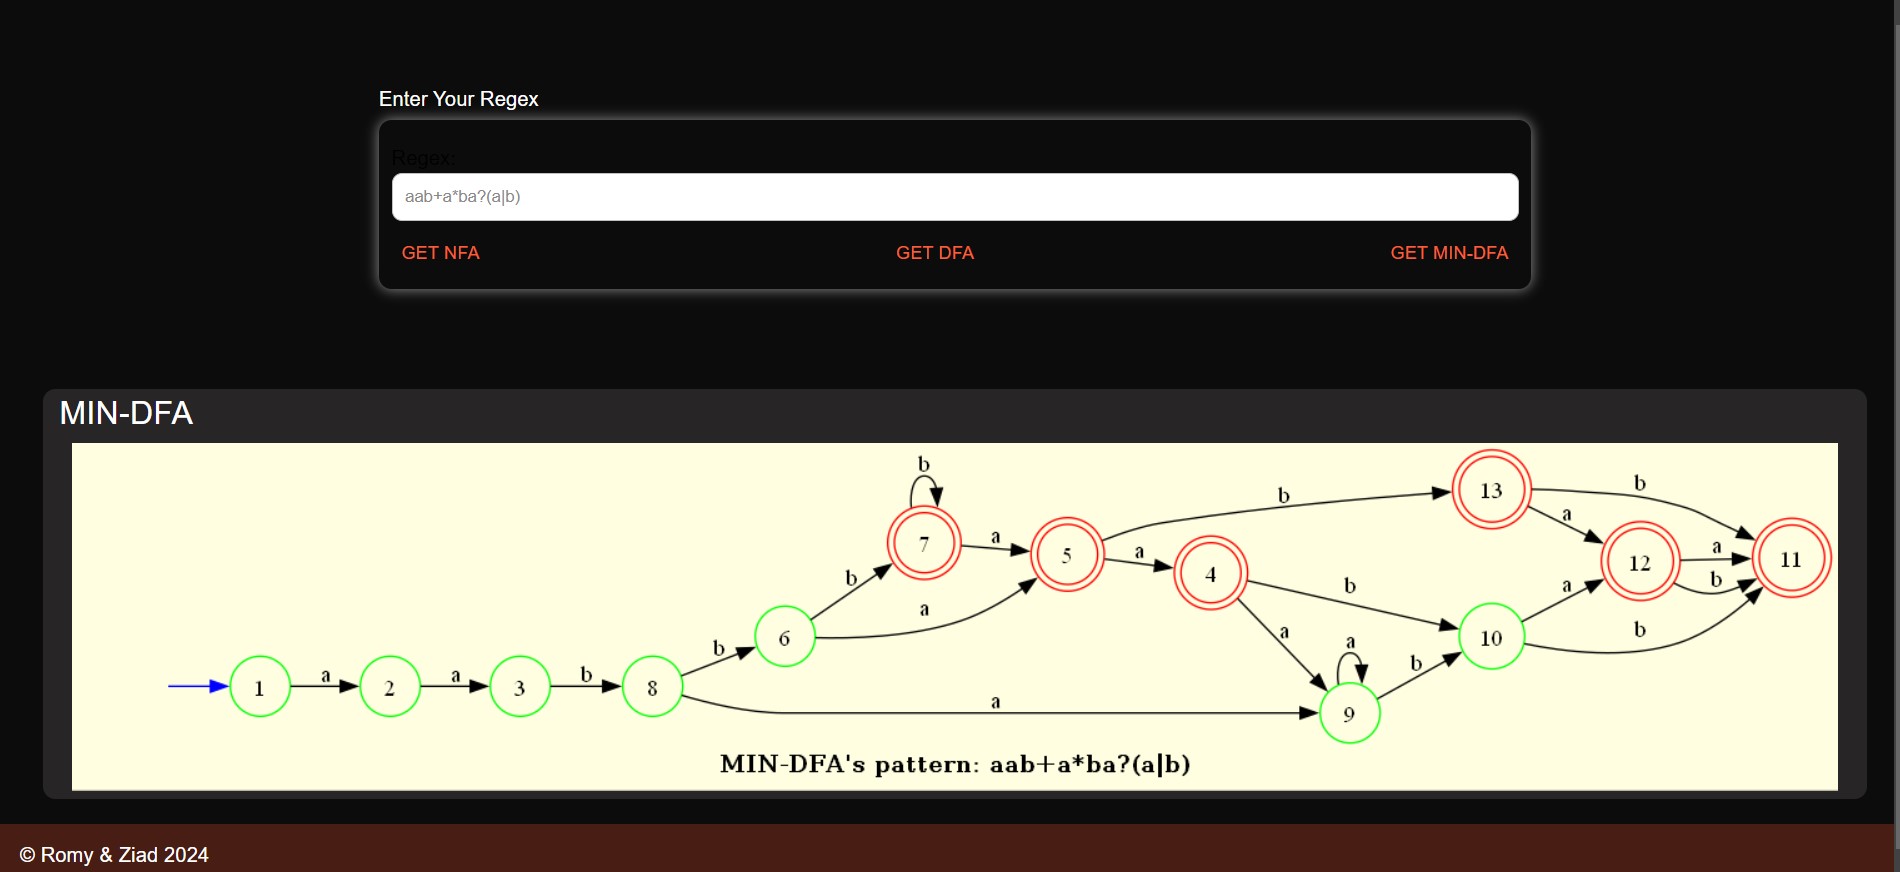 Enter Your Regex
Regex:
aab+a*ba?(a|b)
GET NFA GET DFA GET MIN-DFA
MIN-DFA
b
13
b
b
a
7
a
5
a
4
12
a
11
b
b
a
b
a
10
b
b
6
a
a
9
b
1
a
2
a
3
b
8
a
MIN-DFA's pattern: aab+a*ba?(a|b)
© Romy & Ziad 2024